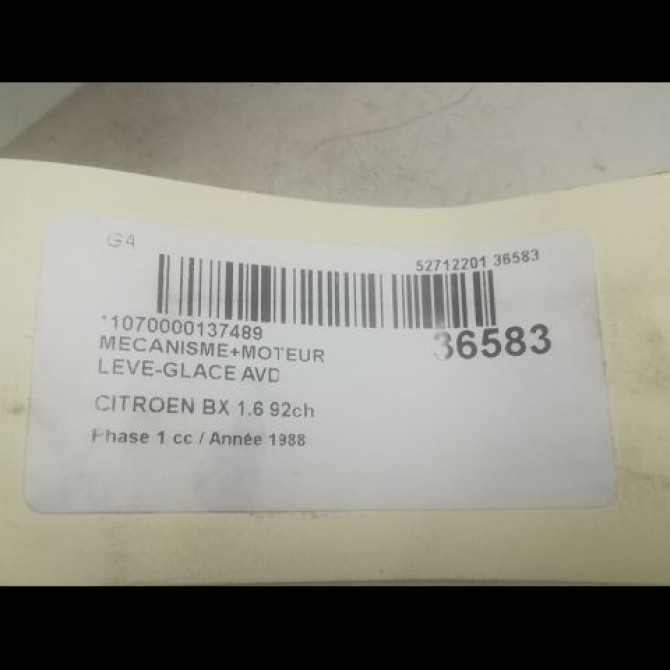 GA
52712201 36583
*1070000137489
36583
MECANISME+MOTEUR
LEVE-GLACE AVD
CITROEN BX 1.6 92ch
Phase 1 cc / Année 1988